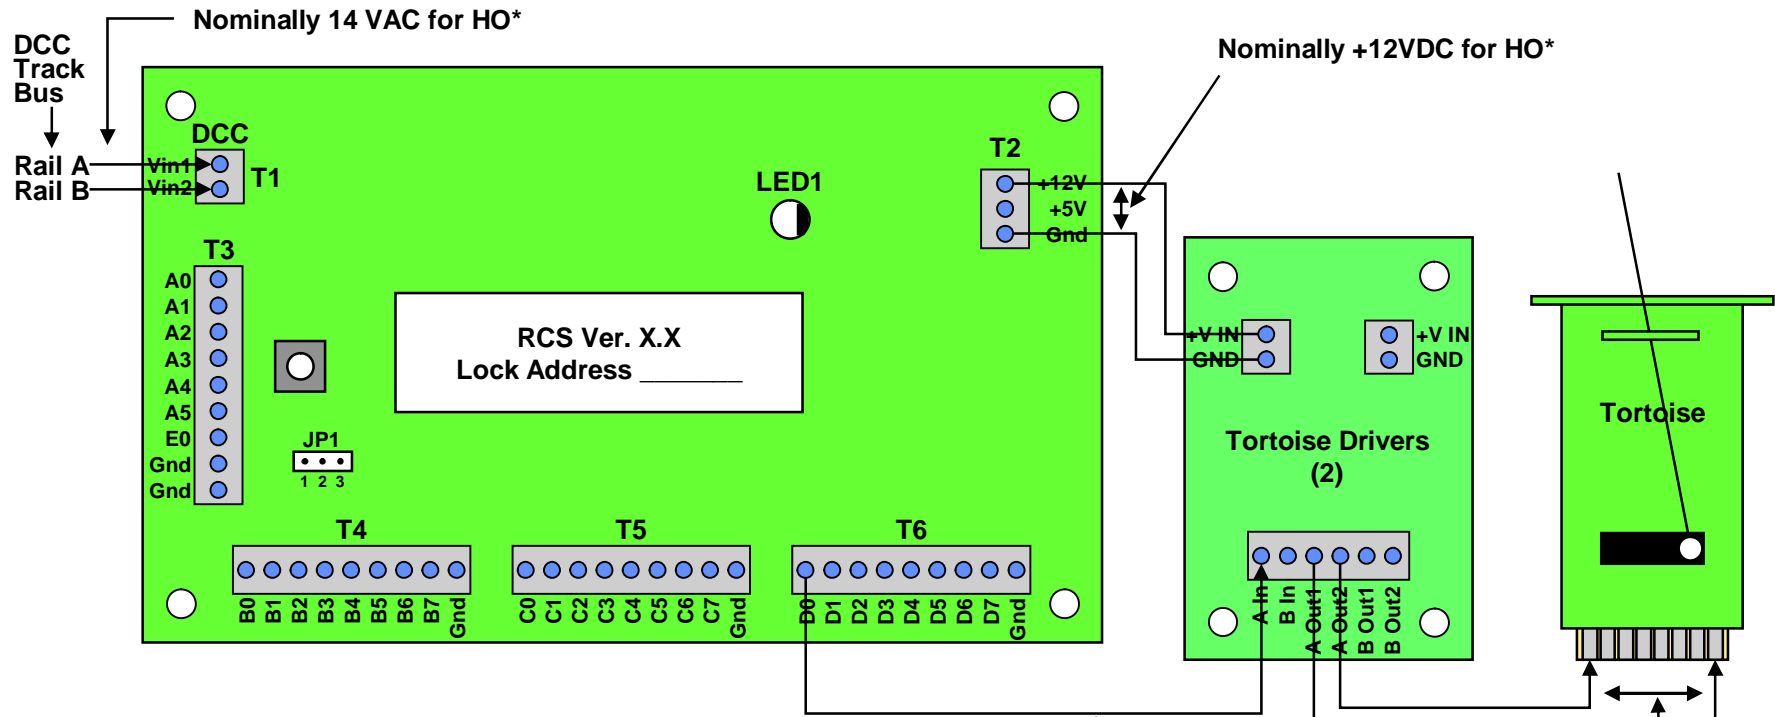 Nominally 14 VAC for HO*
DCC
Track
Bus
Rail A
Rail B
Nominally +12VDC for HO*
DCC
Vin1
Vin2
T1
LED1
T2
+12V
+5V
Gnd
T3
A0
A1
A2
A3
A4
A5
E0
Gnd
Gnd
JP1
1 2 3
RCS Ver. X.X
Lock Address _______
T4
B0
B1
B2
B3
B4
B5
B6
B7
Gnd
T5
C0
C1
C2
C3
C4
C5
C6
C7
Gnd
T6
D0
D1
D2
D3
D4
D5
D6
D7
Gnd
+V IN
GND
+V IN
GND
Tortoise Drivers
(2)
A In
B In
A Out1
A Out2
B Out1
B Out2
Tortoise